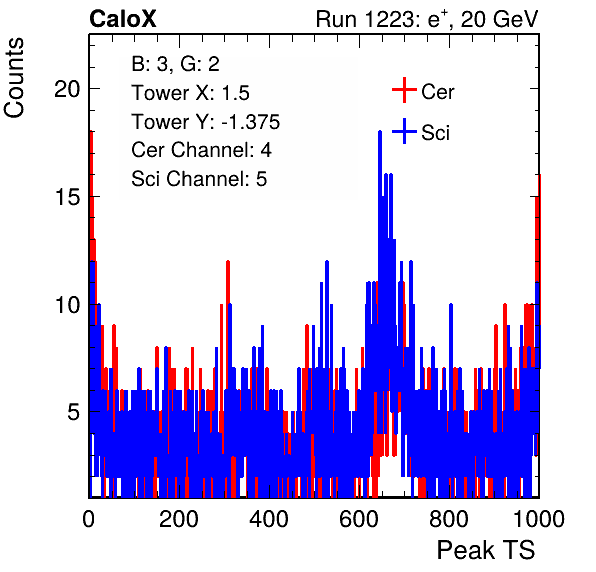 CaloX Run 1223: e⁺, 20 GeV
Counts
B: 3, G: 2
Tower X: 1.5
Tower Y: -1.375
Cer Channel: 4
Sci Channel: 5
Cer
Sci
20
15
10
5
0 200 400 600 800 1000
Peak TS